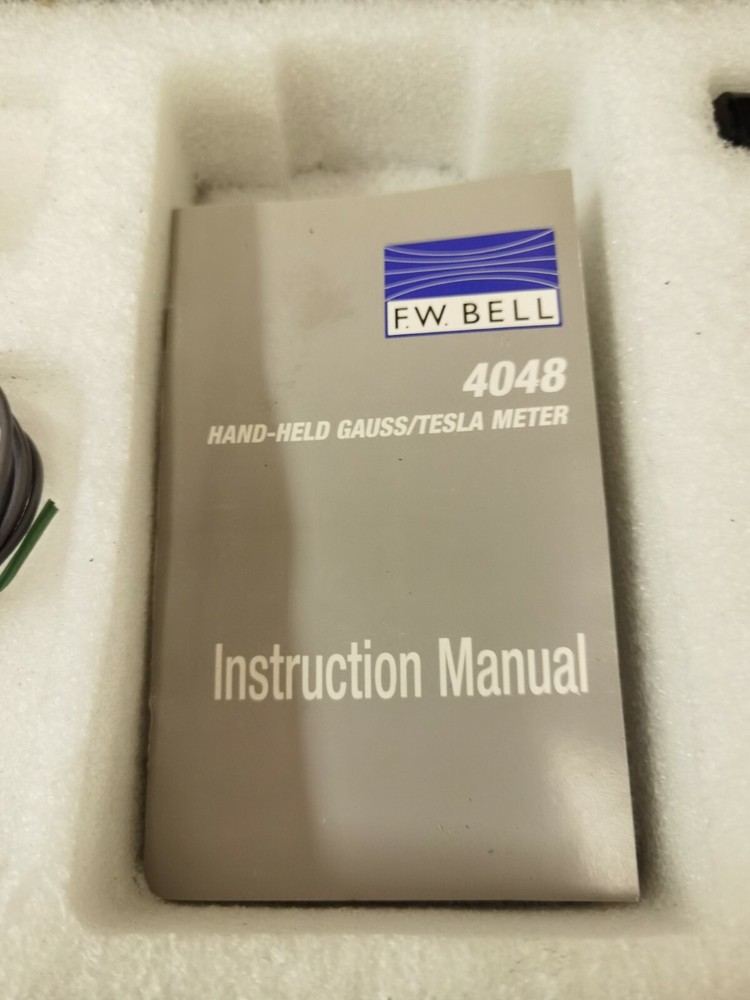 F.W. BELL
4048
HAND-HELD GAUSS/TESLA METER
Instruction Manual